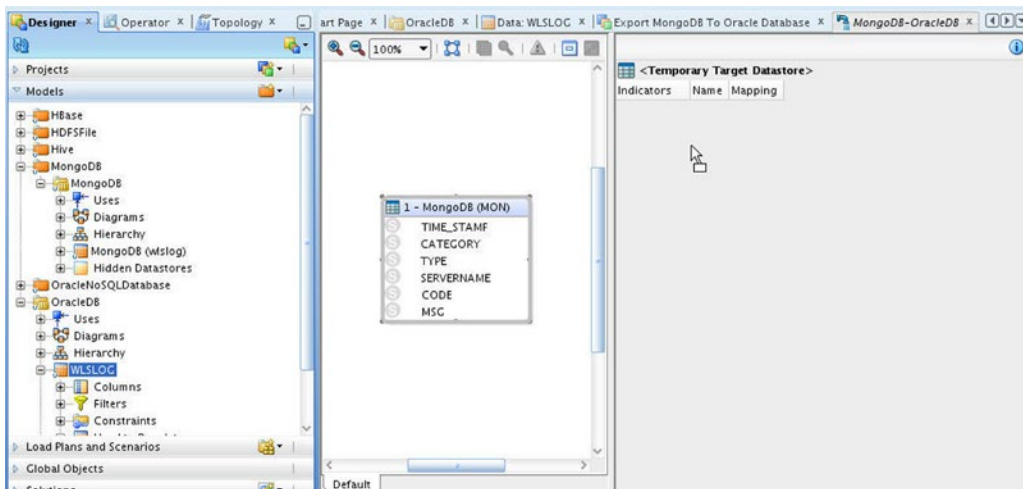 Designer x Operator x Topology x
art Page x OracleDB x Data: WLSLOG x Export MongoDB To Oracle Database x MongoDB-OracleDB x
100%
Projects
Models
HBase
HDFSFile
Hive
MongoDB
MongoDB
Uses
Diagrams
Hierarchy
MongoDB (wlslog)
Hidden Datastores
OracleNoSQLDatabase
OracleDB
Uses
Diagrams
Hierarchy
WLSLOG
Columns
Filters
Constraints
Load Plans and Scenarios
Global Objects
Solutions
1 - MongoDB (MON)
TIME_STAMP
CATEGORY
TYPE
SERVERNAME
CODE
MSG
Default
<Temporary Target Datastore>
Indicators Name Mapping